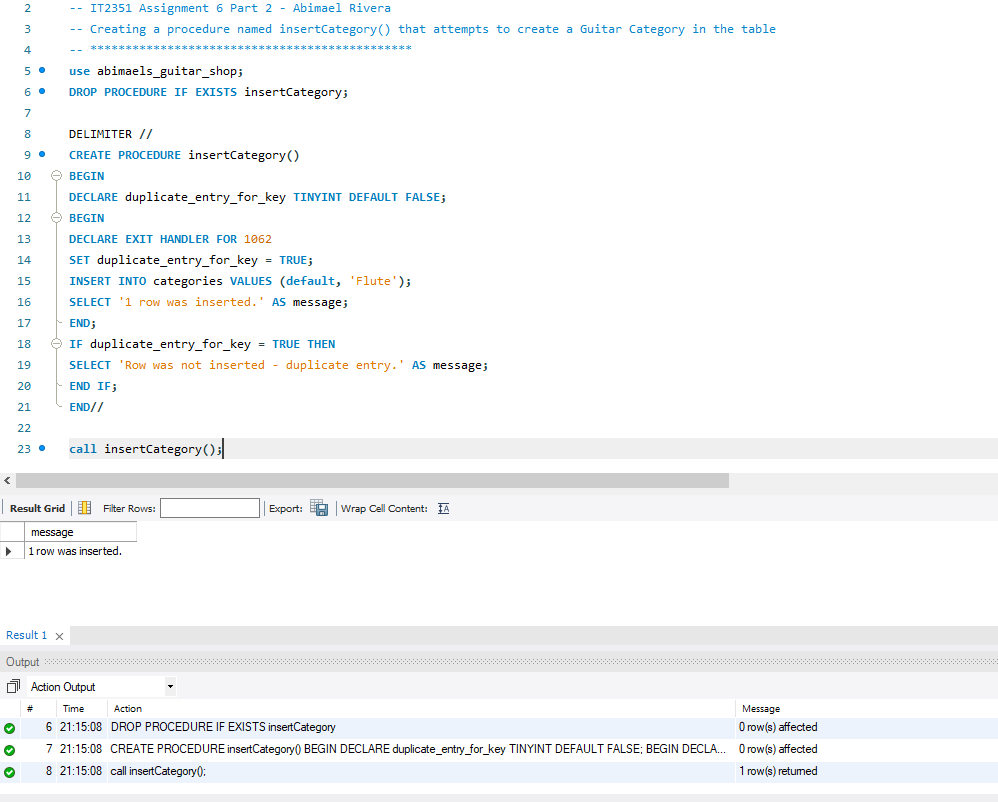 2 -- IT2351 Assignment 6 Part 2 - Abimael Rivera
3 -- Creating a procedure named insertCategory() that attempts to create a Guitar Category in the table
4 -- **********************************************
5 use abimaels_guitar_shop;
6 DROP PROCEDURE IF EXISTS insertCategory;
7
8 DELIMITER //
9 CREATE PROCEDURE insertCategory()
10 BEGIN
11 DECLARE duplicate_entry_for_key TINYINT DEFAULT FALSE;
12 BEGIN
13 DECLARE EXIT HANDLER FOR 1062
14 SET duplicate_entry_for_key = TRUE;
15 INSERT INTO categories VALUES (default, 'Flute');
16 SELECT '1 row was inserted.' AS message;
17 END;
18 IF duplicate_entry_for_key = TRUE THEN
19 SELECT 'Row was not inserted - duplicate entry.' AS message;
20 END IF;
21 END//
22
23 call insertCategory();
Result Grid Filter Rows: Export: Wrap Cell Content: IA
message
1 row was inserted.
Result 1 ×
Output
Action Output
# Time Action Message
6 21:15:08 DROP PROCEDURE IF EXISTS insertCategory 0 row(s) affected
7 21:15:08 CREATE PROCEDURE insertCategory() BEGIN DECLARE duplicate_entry_for_key TINYINT DEFAULT FALSE; BEGIN DECLA... 0 row(s) affected
8 21:15:08 call insertCategory(); 1 row(s) returned